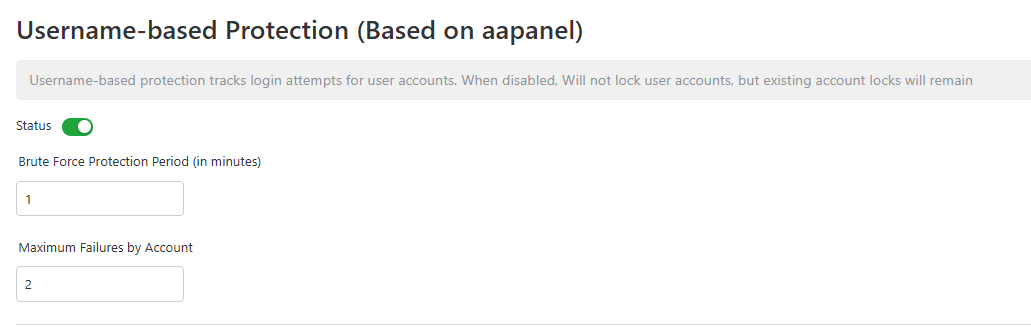 Username-based Protection (Based on aapanel)
Username-based protection tracks login attempts for user accounts. When disabled, Will not lock user accounts, but existing account locks will remain
Status
Brute Force Protection Period (in minutes)
1
Maximum Failures by Account
2